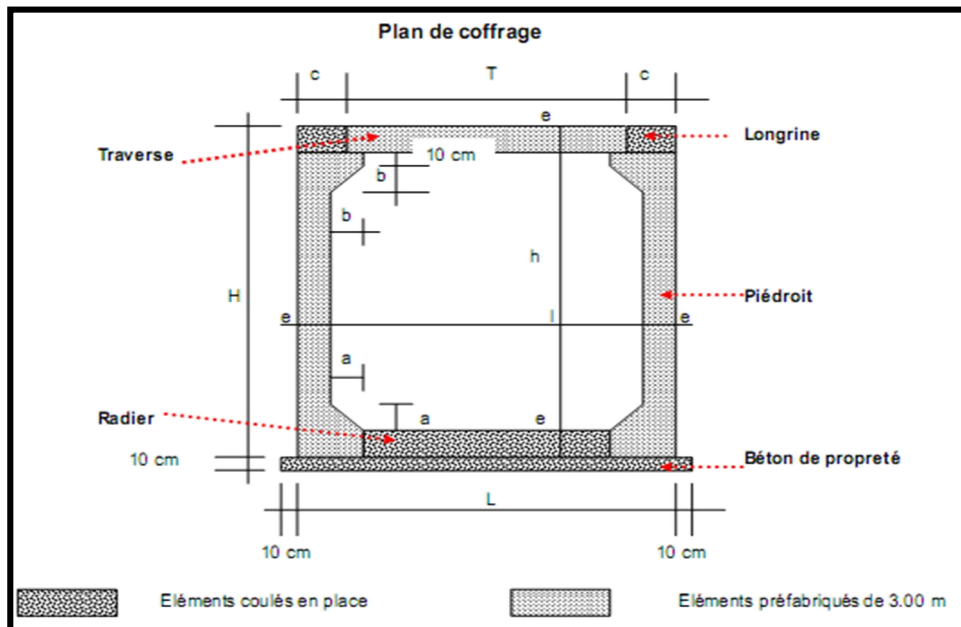 Plan de coffrage
c T c
e
Longrine
Traverse
10 cm
b
b
h
H
Piédroit
e l e
a
Radier
a e
10 cm
Béton de propreté
L
10 cm 10 cm
Eléments coulés en place Eléments préfabriqués de 3.00 m